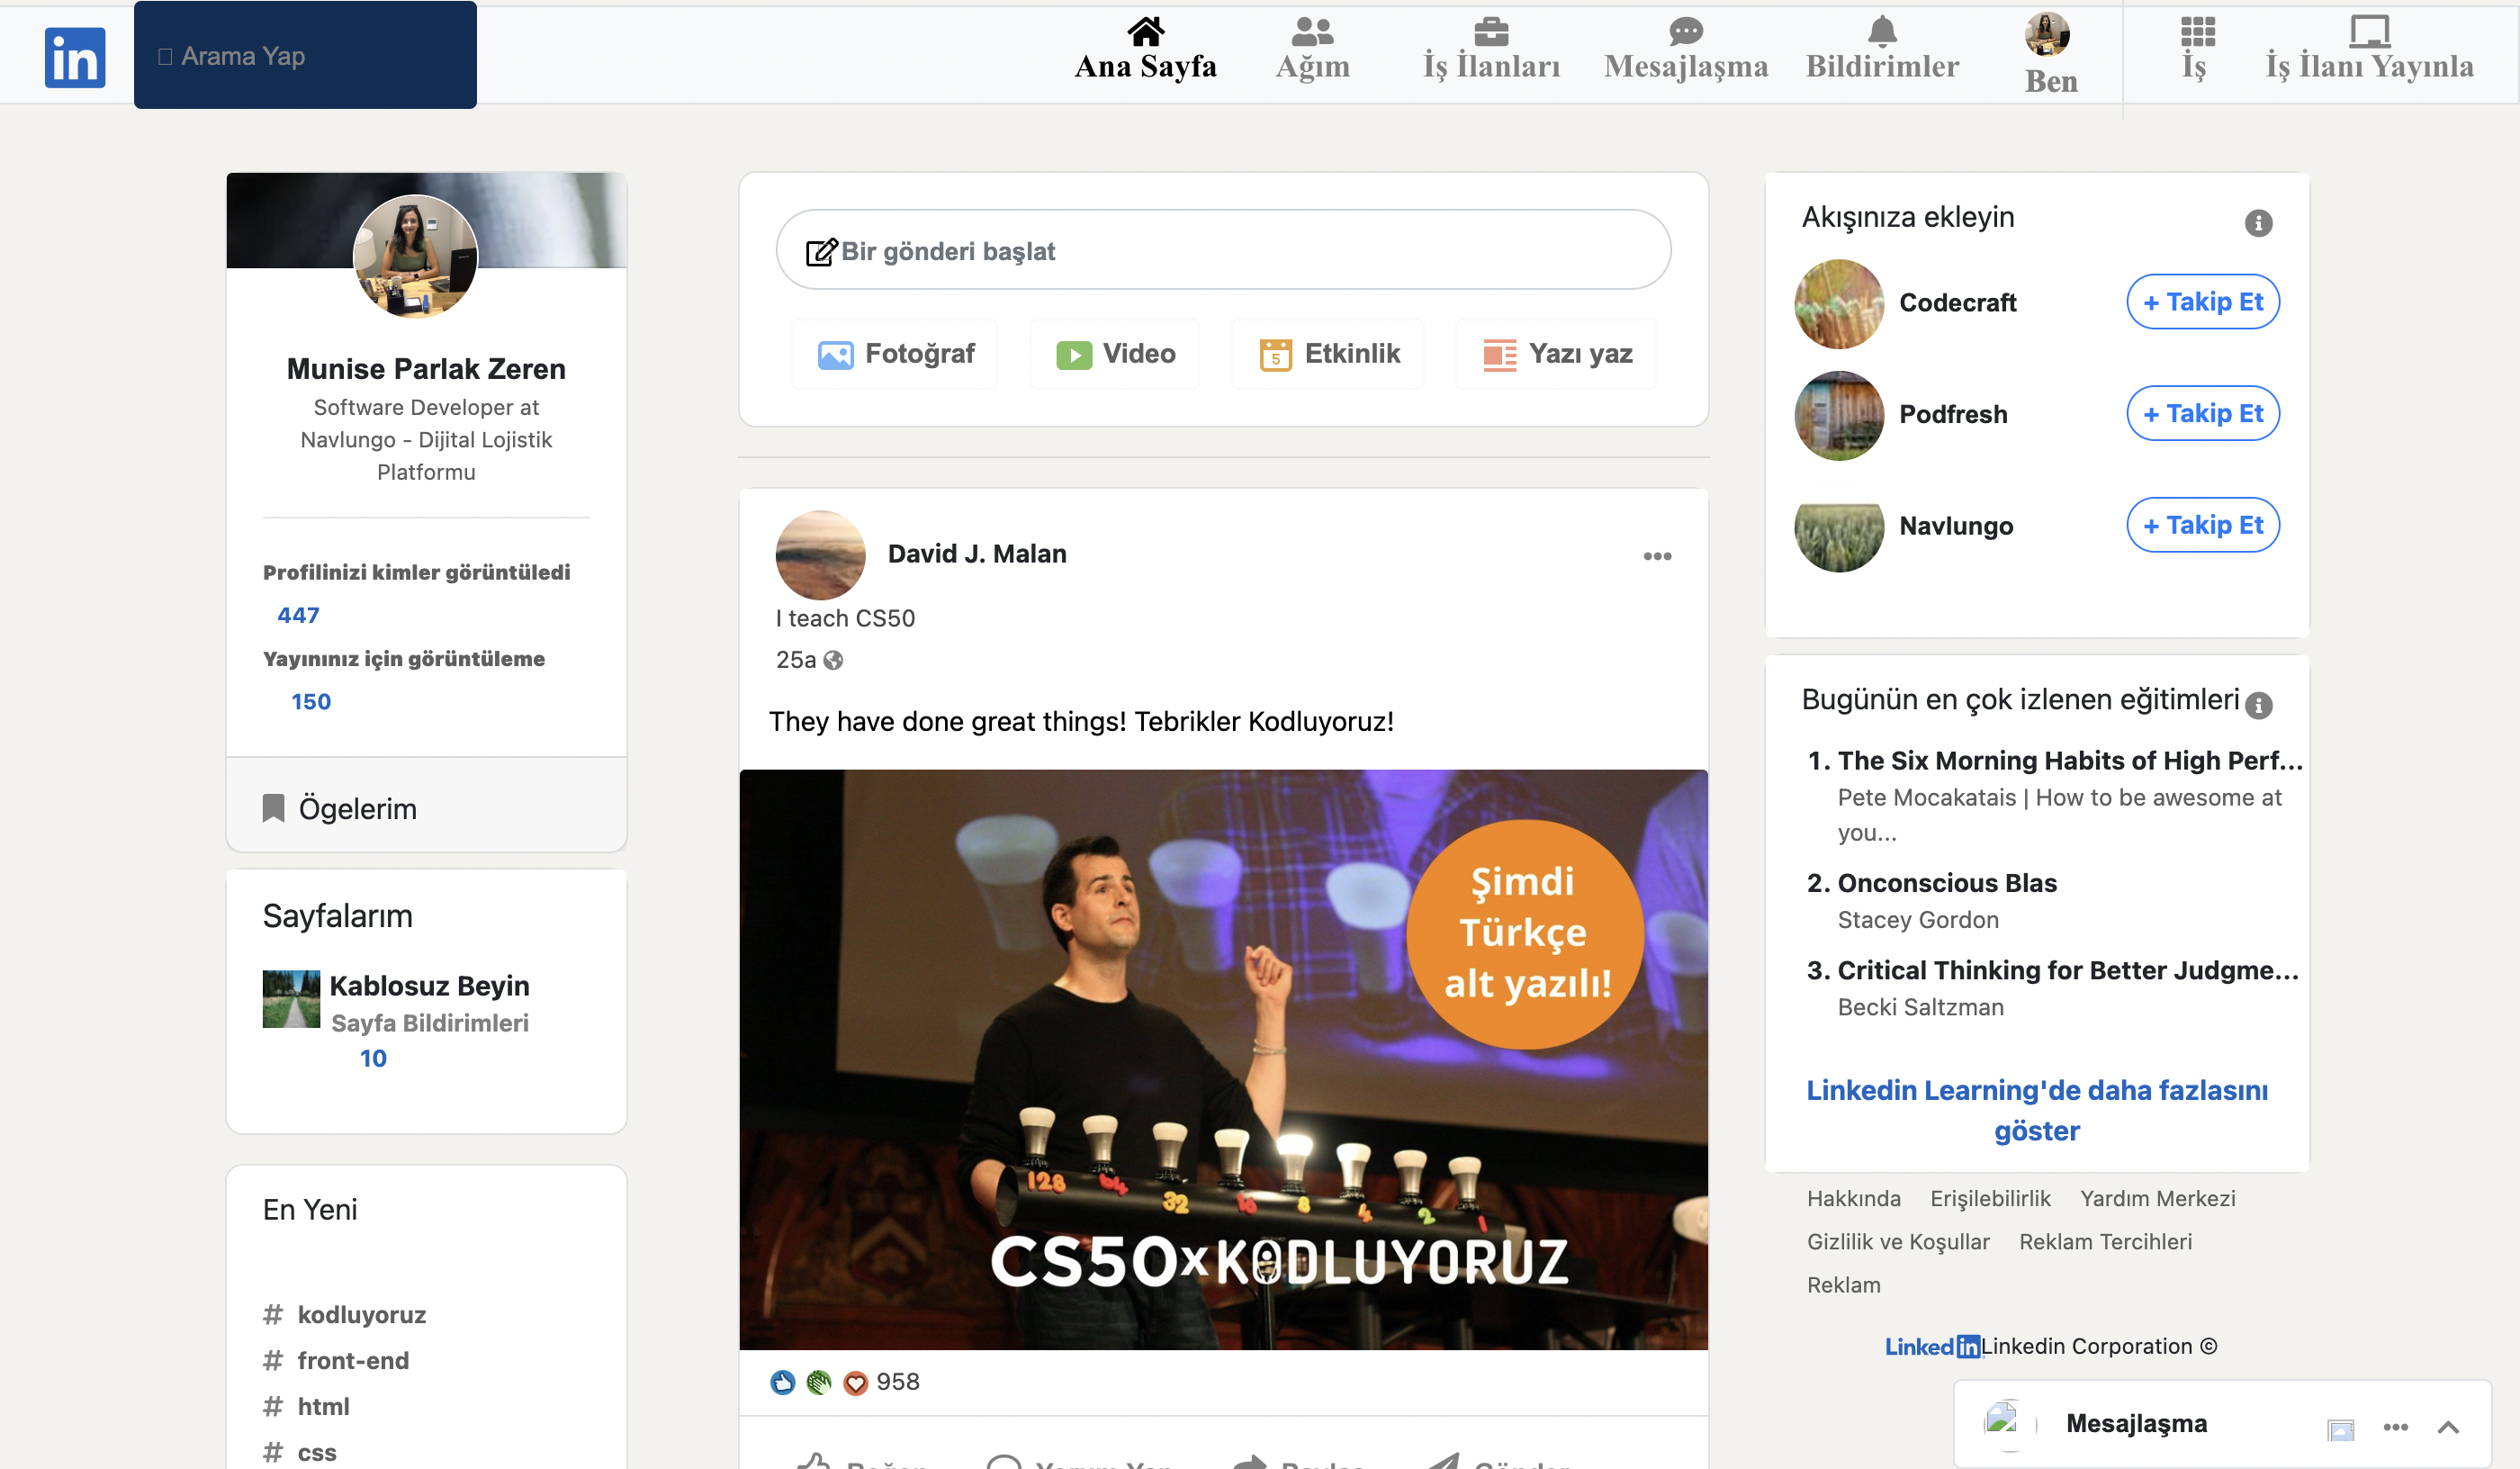 in
Arama Yap
Ana Sayfa
Ağım
İş İlanları
Mesajlaşma
Bildirimler
Ben
İş
İş İlanı Yayınla
Munise Parlak Zeren
Software Developer at
Navlungo - Dijital Lojistik
Platformu
Profilinizi kimler görüntüledi
447
Yayınınız için görüntüleme
150
Ögelerim
Sayfalarım
Kablosuz Beyin
Sayfa Bildirimleri
10
En Yeni
# kodluyoruz
# front-end
# html
# css
Bir gönderi başlat
Fotoğraf
Video
5
Etkinlik
Yazı yaz
David J. Malan
I teach CS50
25a
They have done great things! Tebrikler Kodluyoruz!
Şimdi
Türkçe
alt yazılı!
128 64 32 16 8 4 2 1
CS50xKODLUYORUZ
958
Akışınıza ekleyin
Codecraft
+ Takip Et
Podfresh
+ Takip Et
Navlungo
+ Takip Et
Bugünün en çok izlenen eğitimleri
1. The Six Morning Habits of High Perf...
Pete Mocakatais | How to be awesome at
you...
2. Onconscious Blas
Stacey Gordon
3. Critical Thinking for Better Judgme...
Becki Saltzman
Linkedin Learning'de daha fazlasını
göster
Hakkında Erişilebilirlik Yardım Merkezi
Gizlilik ve Koşullar Reklam Tercihleri
Reklam
Linkedin Linkedin Corporation ©
Mesajlaşma